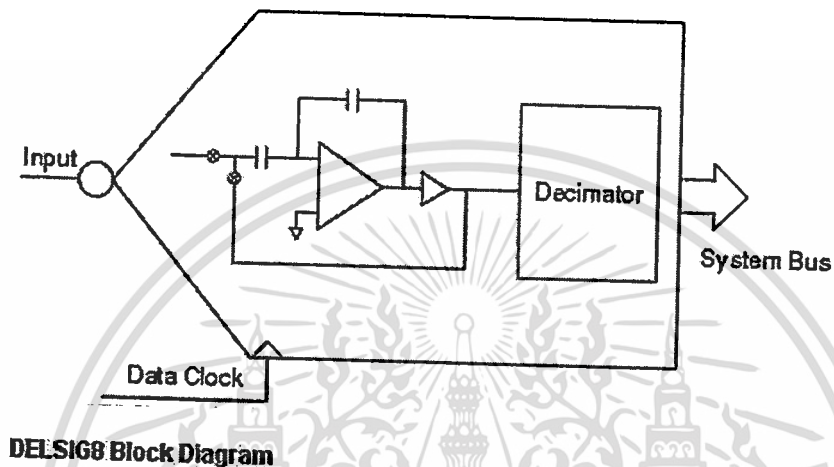 Input
Decimator
System Bus
Data Clock
DELSIG8 Block Diagram